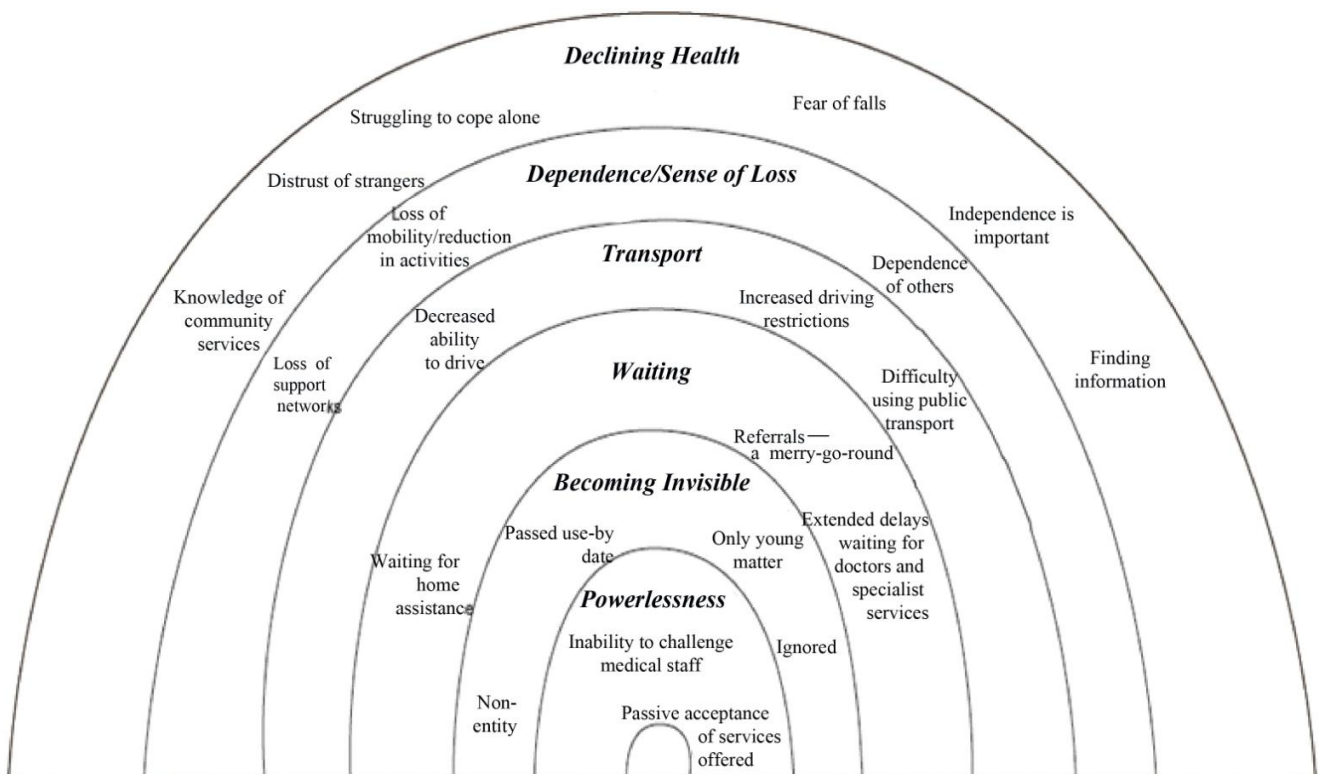 Declining Health
Fear of falls
Struggling to cope alone
Distrust of strangers
Independence is
important
Knowledge of
community
services
Finding
information
Dependence/Sense of Loss
Loss of
mobility/reduction
in activities
Dependence
of others
Loss of
support
networks
Transport
Increased driving
restrictions
Decreased
ability
to drive
Difficulty
using public
transport
Waiting
Referrals—
a merry-go-round
Extended delays
waiting for
doctors and
specialist
services
Waiting for
home
assistance
Becoming Invisible
Passed use-by
date
Only young
matter
Ignored
Non-
entity
Powerlessness
Inability to challenge
medical staff
Passive acceptance
of services
offered